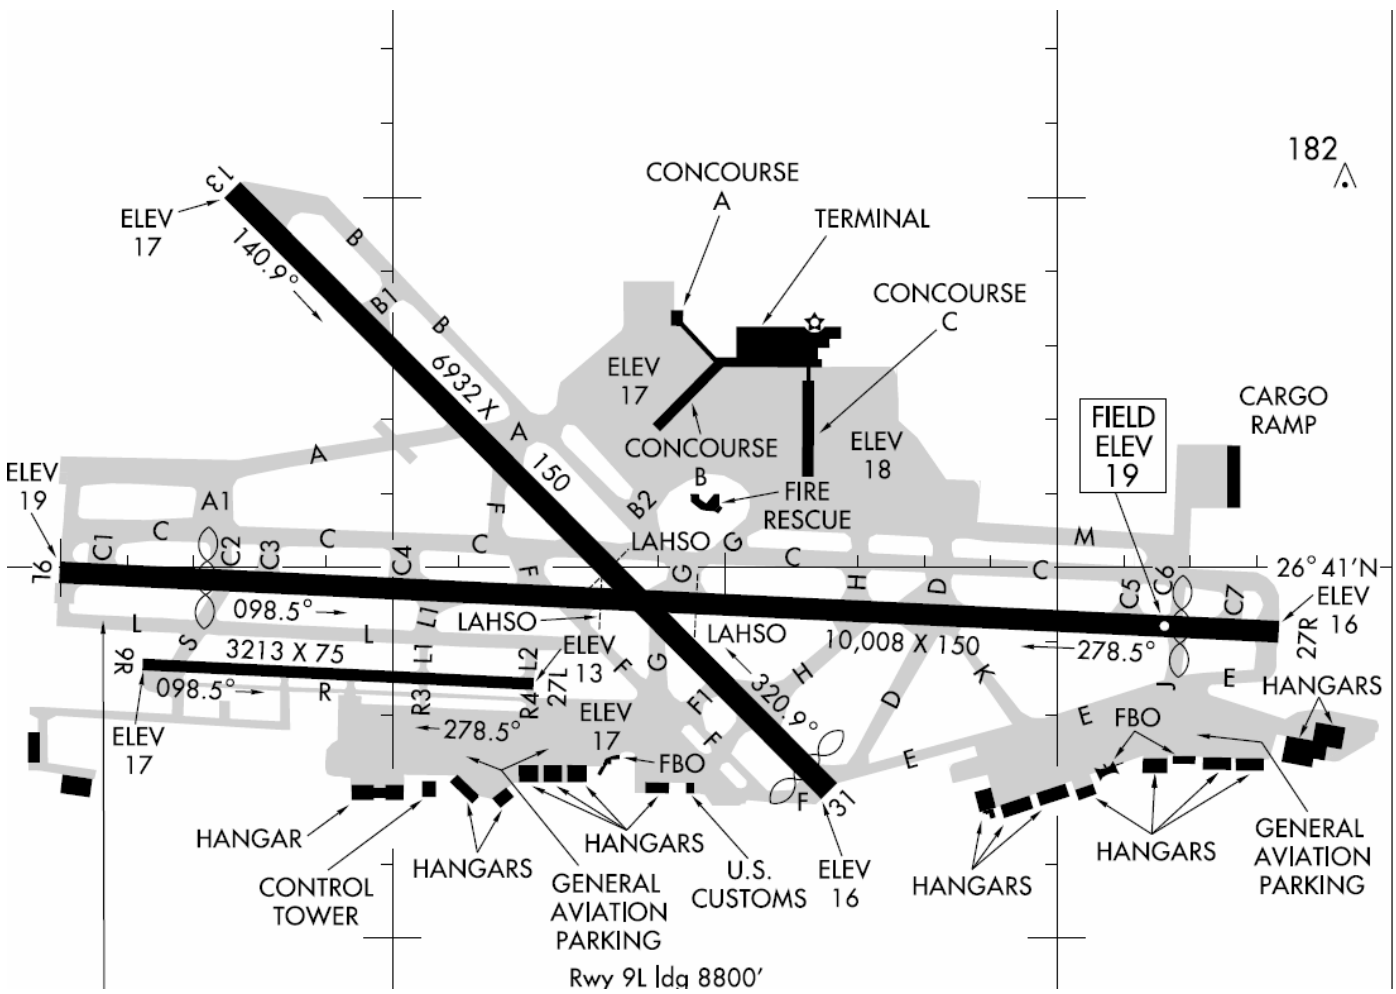 182
CONCOURSE
A
TERMINAL
13
ELEV
17
140.9°
B
B1
B
CONCOURSE
C
6932 X 150
ELEV
17
CONCOURSE
B
ELEV
18
FIELD
ELEV
19
CARGO
RAMP
ELEV
19
A
A
A1
F
B2
FIRE
RESCUE
LAHSO
C
C
C
C
C
M
G
C1
C2
C3
C4
F
G
H
D
C5
C6
C7
26° 41'N
9L
098.5°
LAHSO
LAHSO
10,008 X 150
278.5°
ELEV
16
27R
L
L
L1
S
3213 X 75
9R
098.5°
R
L1
L2
R3
R4
27L
ELEV
13
278.5°
F
G
F1
F
H
D
K
E
E
E
J
320.9°
ELEV
17
ELEV
17
FBO
FBO
HANGARS
F
31
ELEV
16
HANGAR
CONTROL
TOWER
HANGARS
HANGARS
GENERAL
AVIATION
PARKING
U.S.
CUSTOMS
HANGARS
HANGARS
GENERAL
AVIATION
PARKING
Rwy 9L ldg 8800'